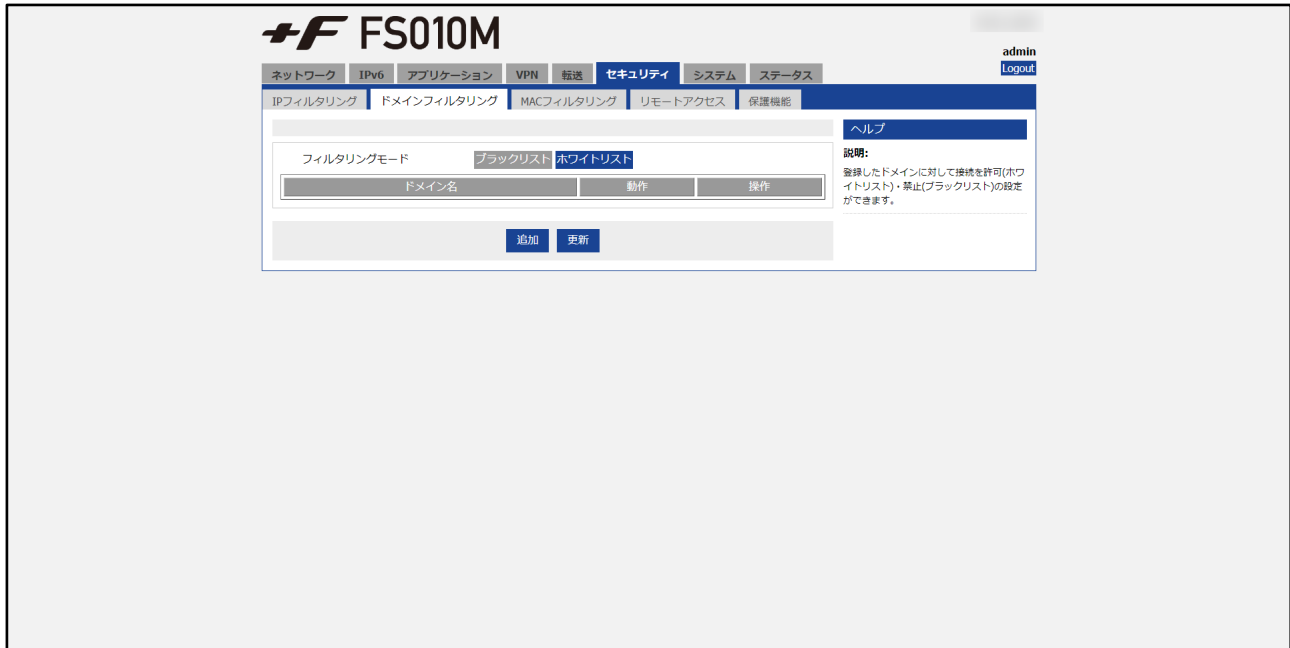 +F FS010M
admin
Logout
ネットワーク IPv6 アプリケーション VPN 転送 セキュリティ システム ステータス
IPフィルタリング ドメインフィルタリング MACフィルタリング リモートアクセス 保護機能
フィルタリングモード ブラックリスト ホワイトリスト
ドメイン名 動作 操作
追加 更新
ヘルプ
説明:
登録したドメインに対して接続を許可(ホワ
イトリスト)・禁止(ブラックリスト)の設定
ができます。